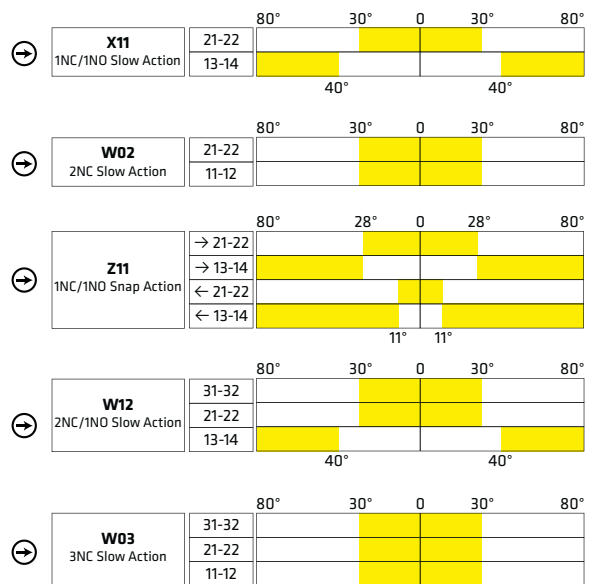 80° 30° 0 30° 80°
X11
1NC/1NO Slow Action
21-22
13-14
40° 40°
80° 30° 0 30° 80°
W02
2NC Slow Action
21-22
11-12
80° 28° 0 28° 80°
Z11
1NC/1NO Snap Action
→ 21-22
→ 13-14
← 21-22
← 13-14
11° 11°
80° 30° 0 30° 80°
W12
2NC/1NO Slow Action
31-32
21-22
13-14
40° 40°
80° 30° 0 30° 80°
W03
3NC Slow Action
31-32
21-22
11-12